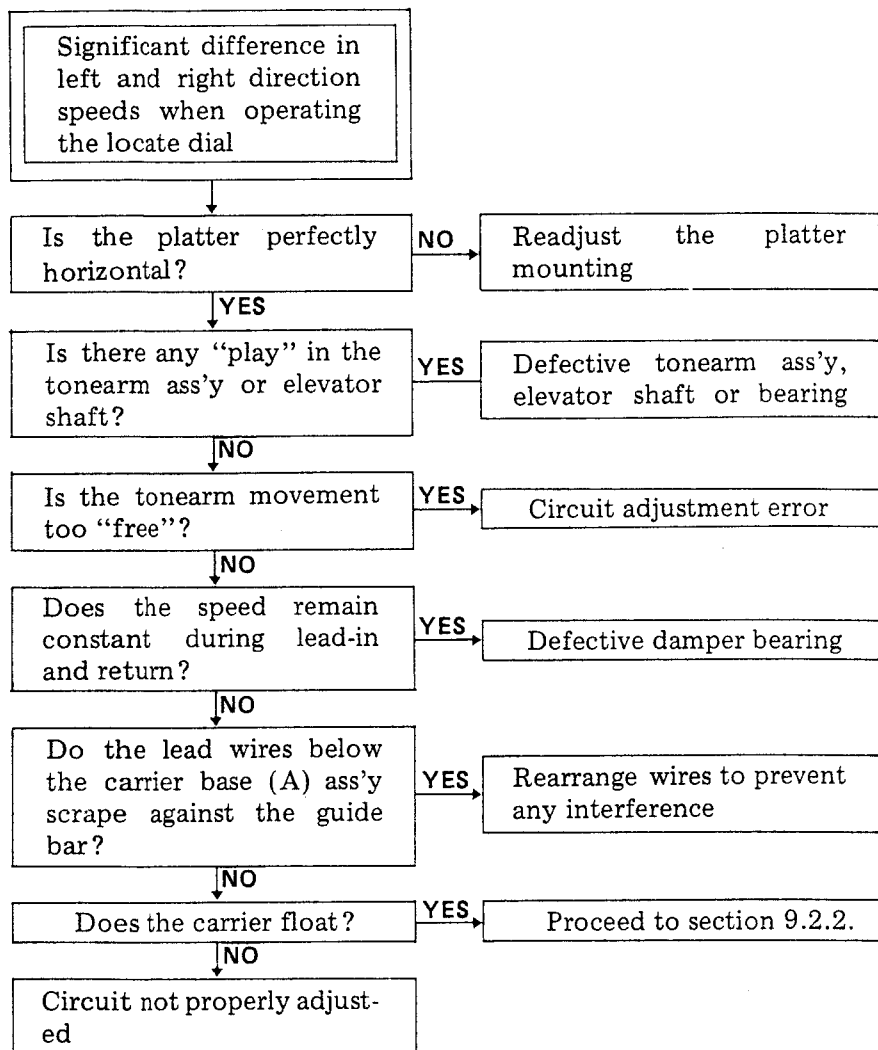 Significant difference in
left and right direction
speeds when operating
the locate dial
Is the platter perfectly
horizontal?
NO
Readjust the platter
mounting
YES
Is there any “play” in the
tonearm ass'y or elevator
shaft?
YES
Defective tonearm ass'y,
elevator shaft or bearing
NO
Is the tonearm movement
too “free”?
YES
Circuit adjustment error
NO
Does the speed remain
constant during lead-in
and return?
YES
Defective damper bearing
NO
Do the lead wires below
the carrier base (A) ass'y
scrape against the guide
bar?
YES
Rearrange wires to prevent
any interference
NO
Does the carrier float?
YES
Proceed to section 9.2.2.
NO
Circuit not properly adjust-
ed